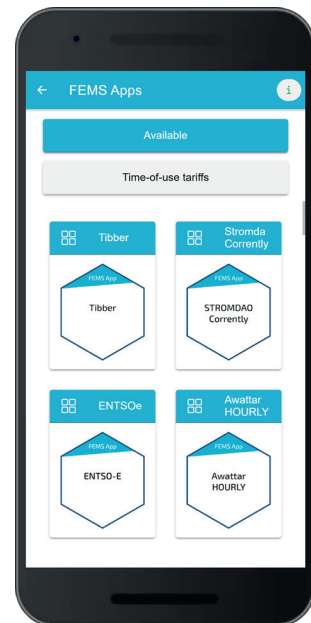 FEMS Apps
i
Available
Time-of-use tariffs
Tibber
Stromda
Corrently
FEMS App
Tibber
FEMS App
STROMDAO
Corrently
ENTSOe
Awattar
HOURLY
FEMS App
ENTSO-E
FEMS App
Awattar
HOURLY